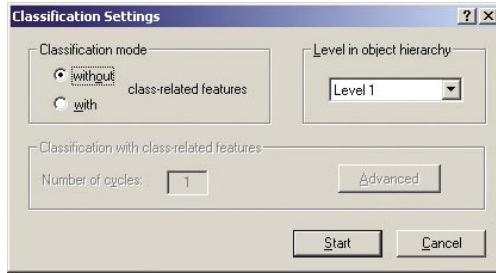 Classification Settings
Classification mode
without
class-related features
with
Level in object hierarchy
Level 1
Classification with class-related features
Number of cycles:
1
Advanced
Start
Cancel